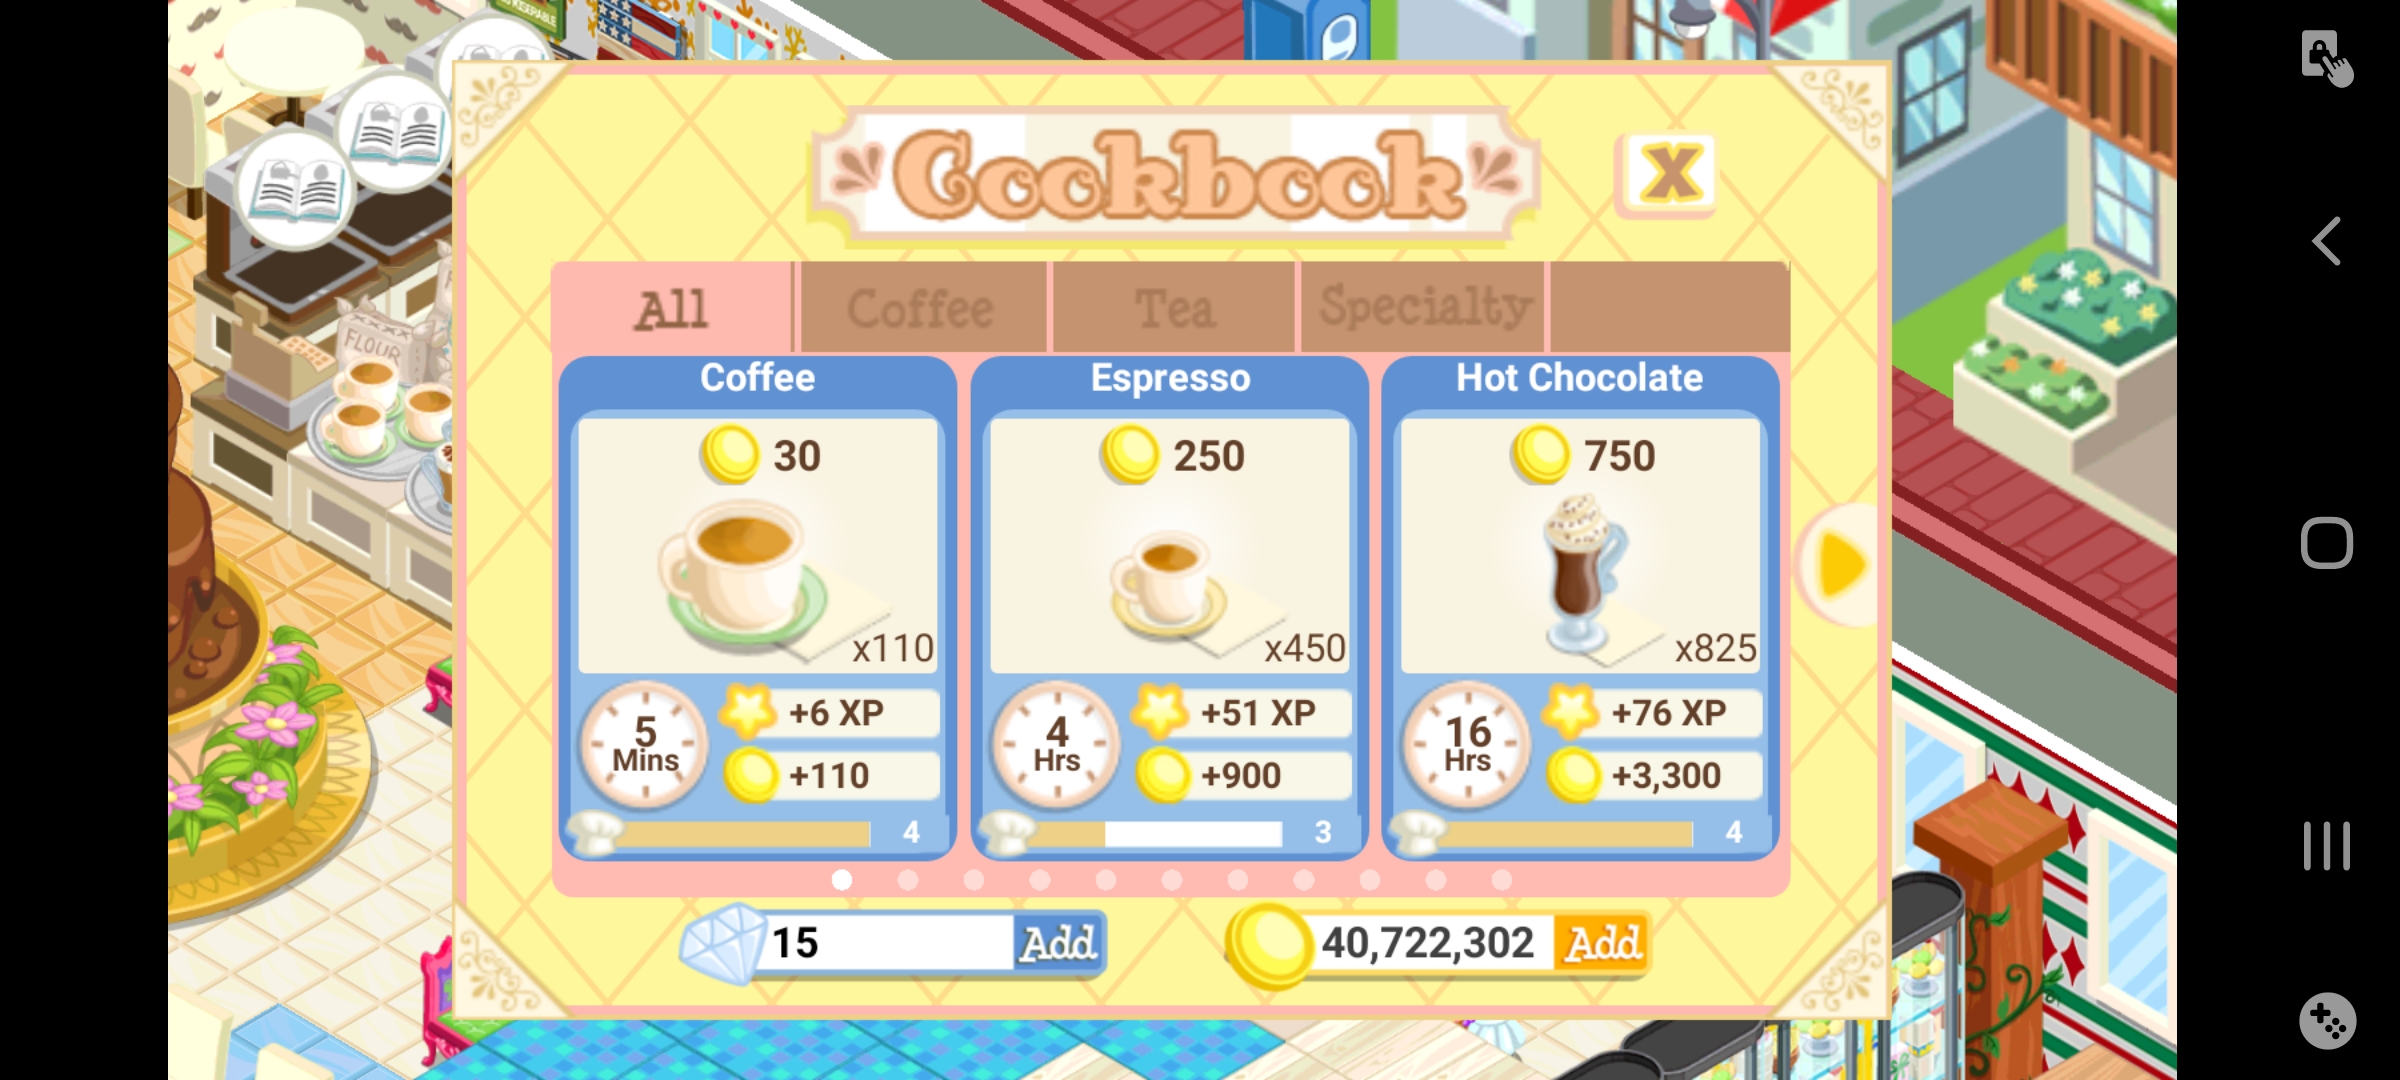 Cookbook
X
All
Coffee
Tea
Specialty
Coffee
30
x110
5
Mins
+6 XP
+110
4
Espresso
250
x450
4
Hrs
+51 XP
+900
3
Hot Chocolate
750
x825
16
Hrs
+76 XP
+3,300
4
15
Add
40,722,302
Add
FLOUR